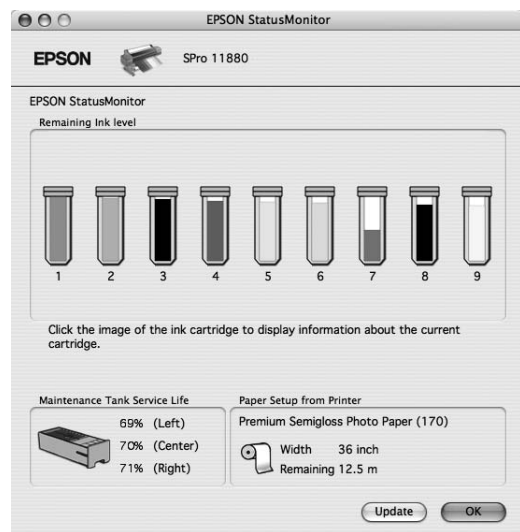 EPSON StatusMonitor
EPSON
SPro 11880
EPSON StatusMonitor
Remaining Ink level
1 2 3 4 5 6 7 8 9
Click the image of the ink cartridge to display information about the current
cartridge.
Maintenance Tank Service Life
69% (Left)
70% (Center)
71% (Right)
Paper Setup from Printer
Premium Semigloss Photo Paper (170)
Width 36 inch
Remaining 12.5 m
Update
OK